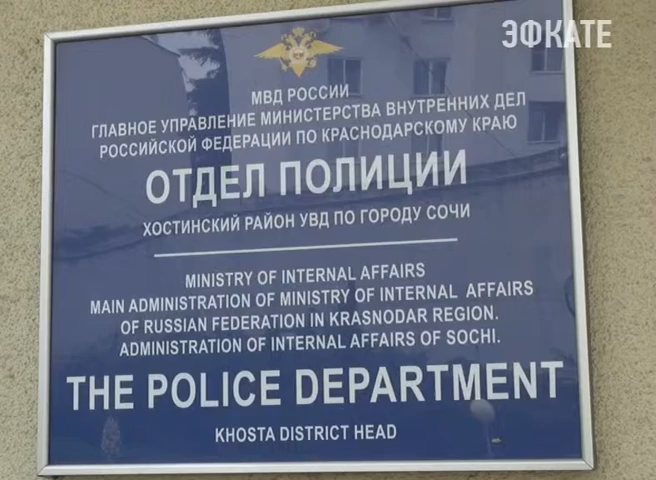 ЭФКАТЕ
МВД РОССИИ
ГЛАВНОЕ УПРАВЛЕНИЕ МИНИСТЕРСТВА ВНУТРЕННИХ ДЕЛ
РОССИЙСКОЙ ФЕДЕРАЦИИ ПО КРАСНОДАРСКОМУ КРАЮ
ОТДЕЛ ПОЛИЦИИ
ХОСТИНСКИЙ РАЙОН УВД ПО ГОРОДУ СОЧИ
MINISTRY OF INTERNAL AFFAIRS
MAIN ADMINISTRATION OF MINISTRY OF INTERNAL AFFAIRS
OF RUSSIAN FEDERATION IN KRASNODAR REGION.
ADMINISTRATION OF INTERNAL AFFAIRS OF SOCHI.
THE POLICE DEPARTMENT
KHOSTA DISTRICT HEAD